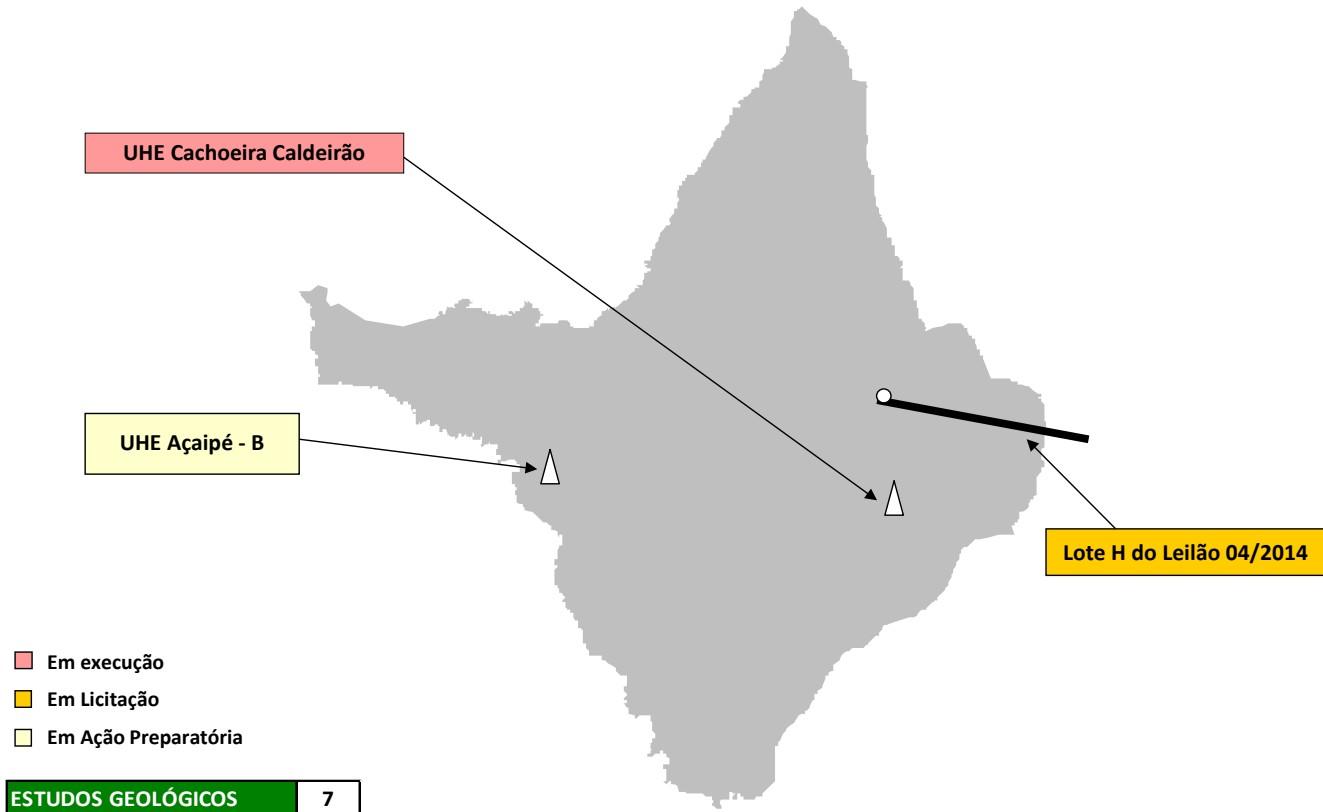 UHE Cachoeira Caldeirão
UHE Açaipé - B
Lote H do Leilão 04/2014
Em execução
Em Licitação
Em Ação Preparatória
ESTUDOS GEOLÓGICOS 7